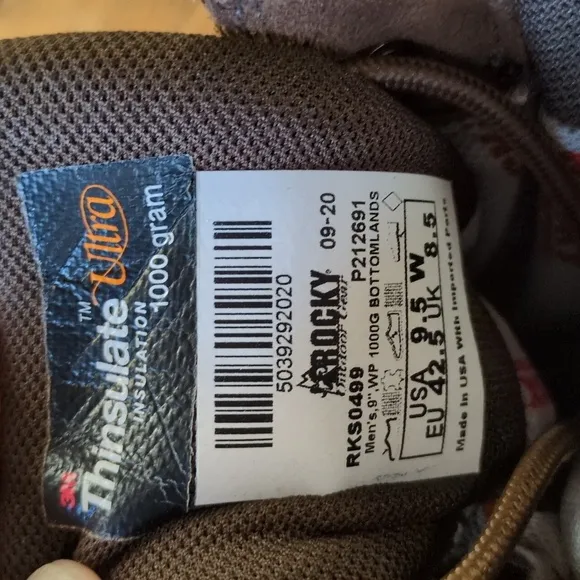 3M
Thinsulate™ Ultra
INSULATION 1000 gram
5039292020
ROCKY 09-20
Outdoor Gear
RKS0499 P212691
Men's,9",WP 1000G BOTTOMLANDS
USA 9.5 W
EU 42.5 UK 8.5
Made in USA With Imported Parts